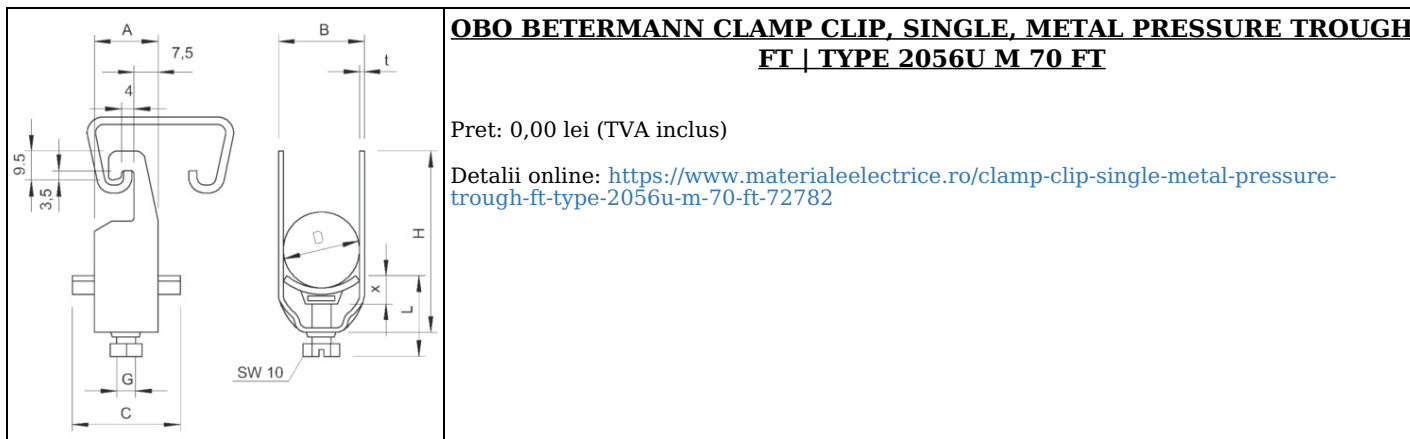 A
7,5
4
9.5
3,5
G
C
B
t
D
H
x
L
SW 10
OBO BETERMANN CLAMP CLIP, SINGLE, METAL PRESSURE TROUGH
FT | TYPE 2056U M 70 FT
Pret: 0,00 lei (TVA inclus)
Detalii online: https://www.materialeelectrice.ro/clamp-clip-single-metal-pressure-
trough-ft-type-2056u-m-70-ft-72782